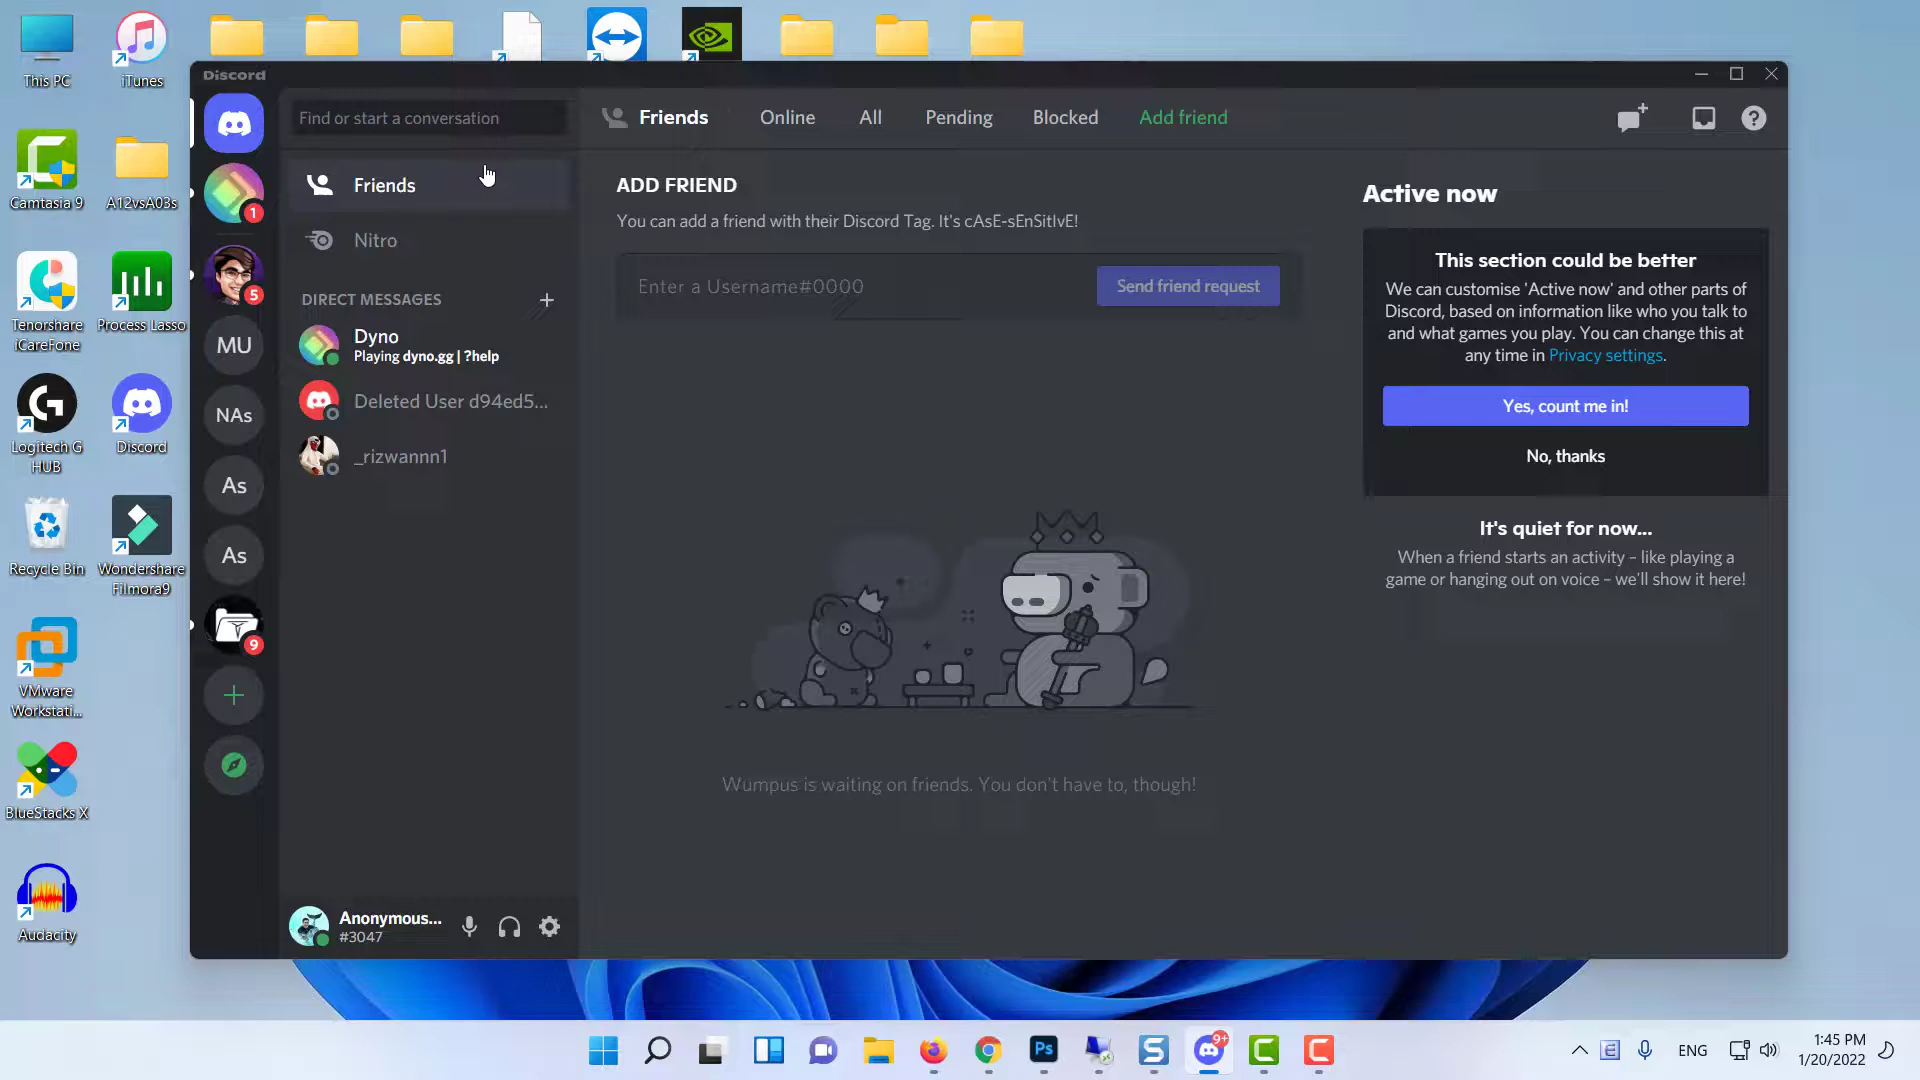 This PC
iTunes
Camtasia 9
A12vsA03s
Tenorshare
iCareFone
Process Lasso
Logitech G
HUB
Discord
Recycle Bin
Wondershare
Filmora9
VMware
Workstati...
BlueStacks X
Audacity
Discord
1
5
MU
NAs
As
As
9
Find or start a conversation
Friends
Nitro
DIRECT MESSAGES
Dyno
Playing dyno.gg | ?help
Deleted User d94ed5...
_rizwannn1
Anonymous...
#3047
Friends
Online
All
Pending
Blocked
Add friend
ADD FRIEND
You can add a friend with their Discord Tag. It's cAsE-sEnSitIvE!
Enter a Username#0000
Send friend request
Wumpus is waiting on friends. You don't have to, though!
Active now
This section could be better
We can customise 'Active now' and other parts of
Discord, based on information like who you talk to
and what games you play. You can change this at
any time in Privacy settings.
Yes, count me in!
No, thanks
It's quiet for now...
When a friend starts an activity – like playing a
game or hanging out on voice – we'll show it here!
Ps
S
9+
ENG
1:45 PM
1/20/2022